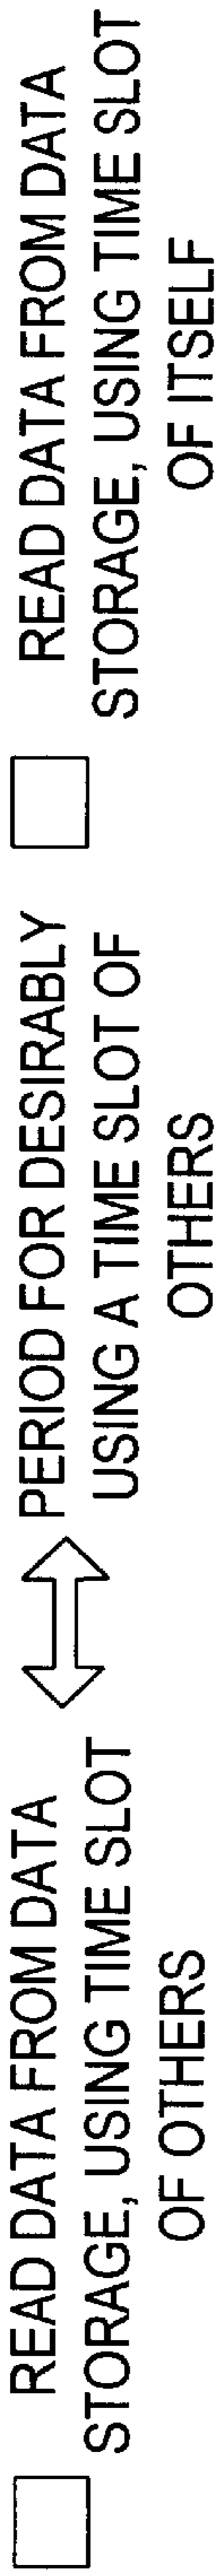 READ DATA FROM DATA
STORAGE, USING TIME SLOT
OF OTHERS
PERIOD FOR DESIRABLY
USING A TIME SLOT OF
OTHERS
READ DATA FROM DATA
STORAGE, USING TIME SLOT
OF ITSELF